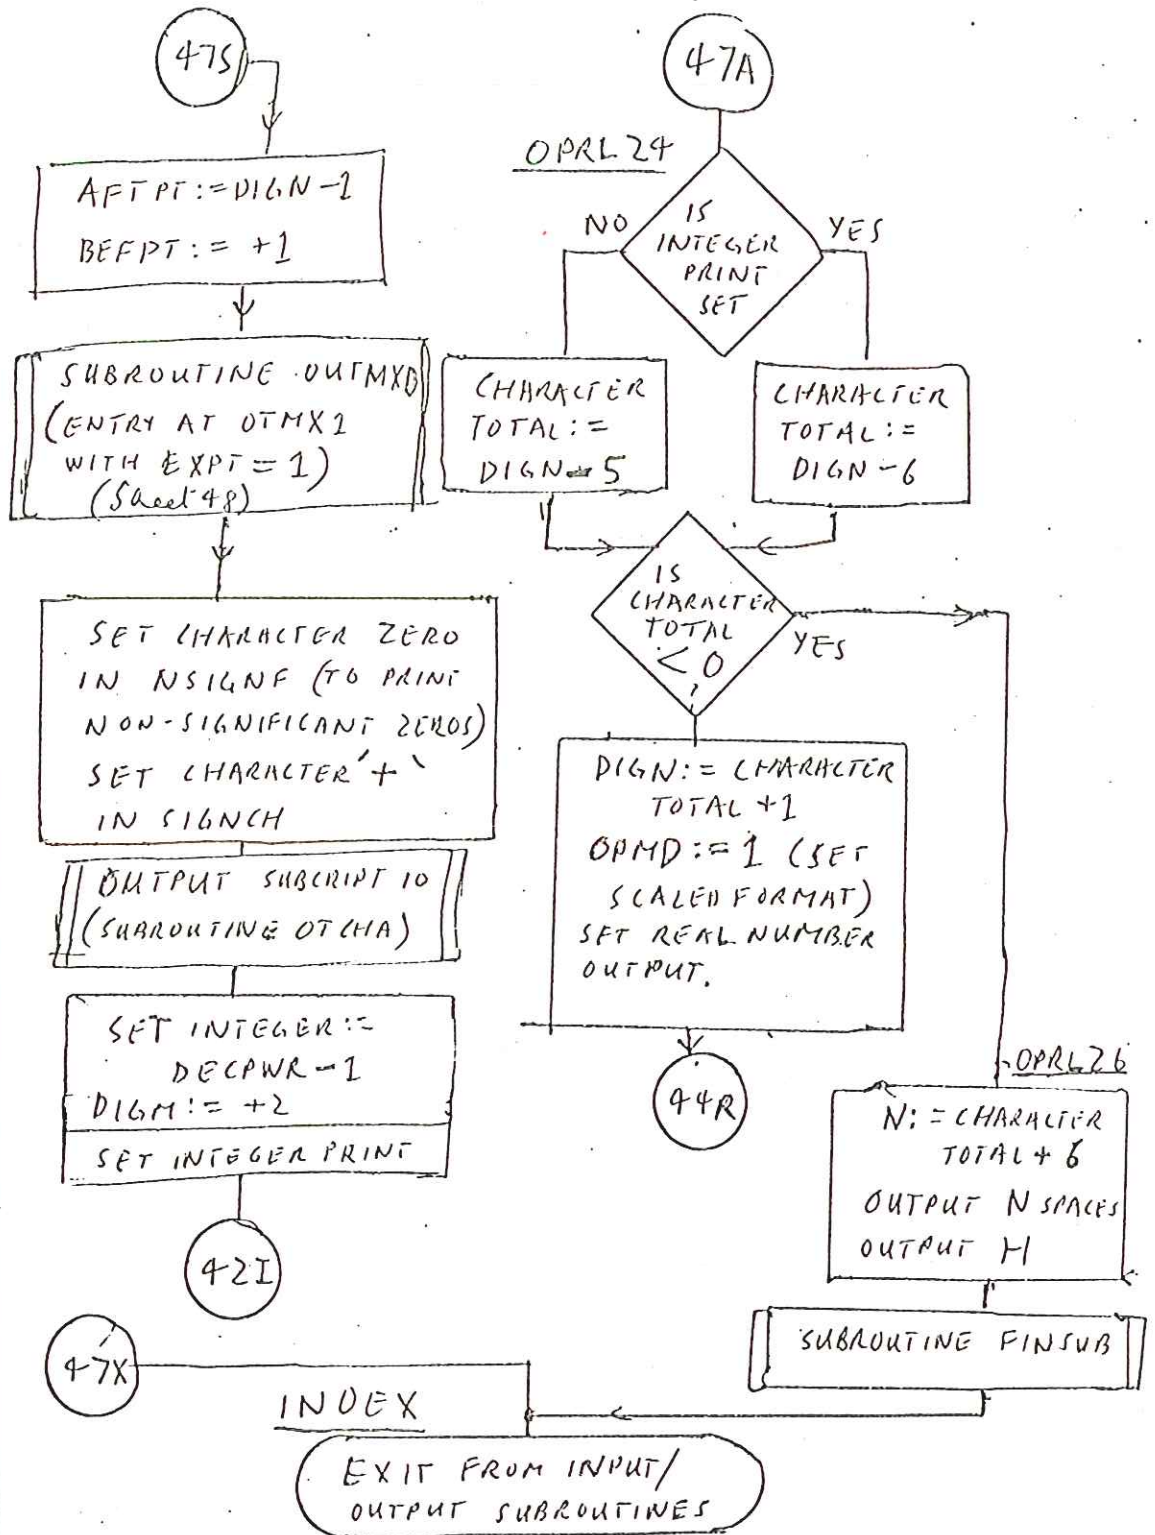 47S
AFTPT:=DIGN-1
BEFPT:= +1
SUBROUTINE OUTMXD
(ENTRY AT OTMX1
WITH EXPT = 1)
(Sheet 48)
SET CHARACTER ZERO
IN NSIGNF (TO PRINT
NON-SIGNIFICANT ZEROS)
SET CHARACTER '+'
IN SIGNCH
OUTPUT SUBCRIPT 10
(SUBROUTINE OTCHA)
SET INTEGER:=
DECPWR-1
DIGM:= +2
SET INTEGER PRINT
42I
47A
OPRL24
IS
INTEGER
PRINT
SET
NO
YES
CHARACTER
TOTAL:=
DIGN-5
CHARACTER
TOTAL:=
DIGN-6
IS
CHARACTER
TOTAL
< 0
?
YES
DIGN:= CHARACTER
TOTAL +1
OPMD:=1 (SET
SCALED FORMAT)
SET REAL NUMBER
OUTPUT.
44R
OPRL26
N:=CHARACTER
TOTAL+6
OUTPUT N SPACES
OUTPUT H
SUBROUTINE FINSUB
47X
INDEX
EXIT FROM INPUT/
OUTPUT SUBROUTINES